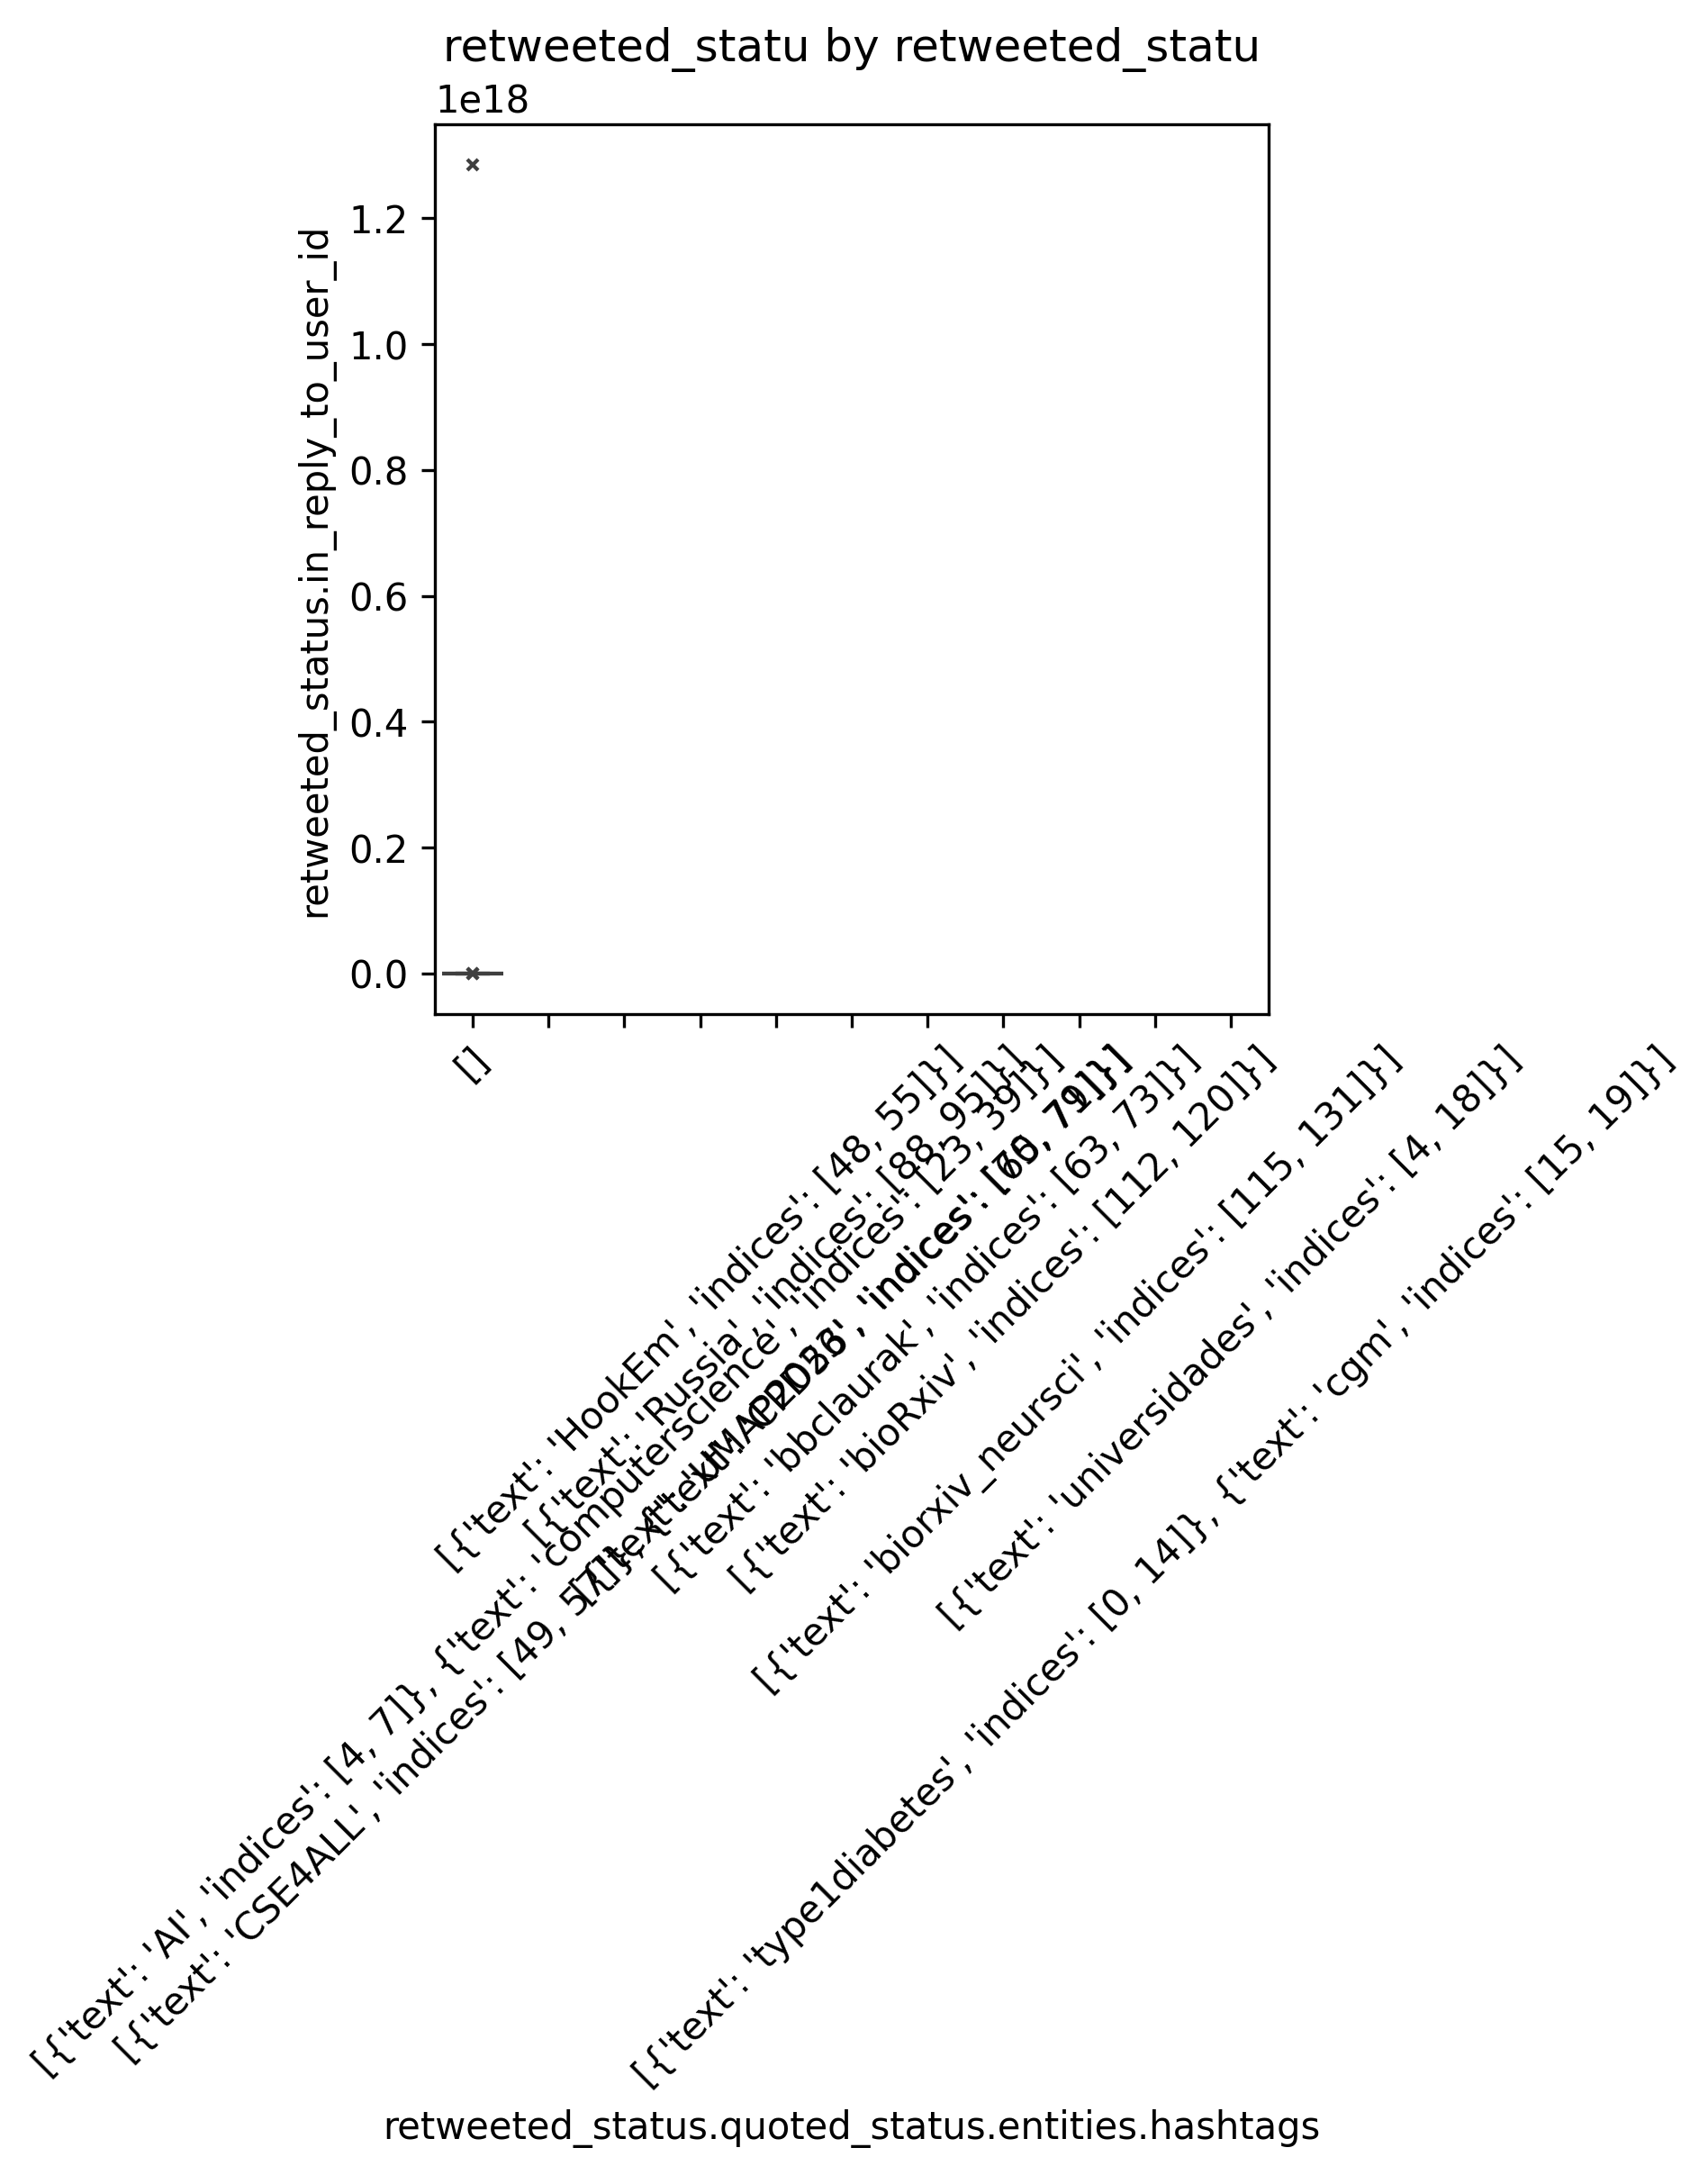 retweeted_statu by retweeted_statu
1e18
1.2
1.0
0.8
0.6
0.4
0.2
0.0
retweeted_status.in_reply_to_user_id
[]
[{'text': 'HookEm', 'indices': [48, 55]}]
[{'text': 'Russia', 'indices': [88, 95]}]
[{'text': 'AI', 'indices': [4, 7]}, {'text': 'computerscience', 'indices': [23, 39]}]
[{'text': 'CSE4ALL', 'indices': [49, 57]},
[{'text': 'bbclaurak', 'indices': [63, 73]}]
[{'text': 'bioRxiv', 'indices': [112, 120]}]
[{'text': 'biorxiv_neursci', 'indices': [115, 131]}]
[{'text': 'universidades', 'indices': [4, 18]}]
[{'text': 'type1diabetes', 'indices': [0, 14]}, {'text': 'cgm', 'indices': [15, 19]}]
retweeted_status.quoted_status.entities.hashtags